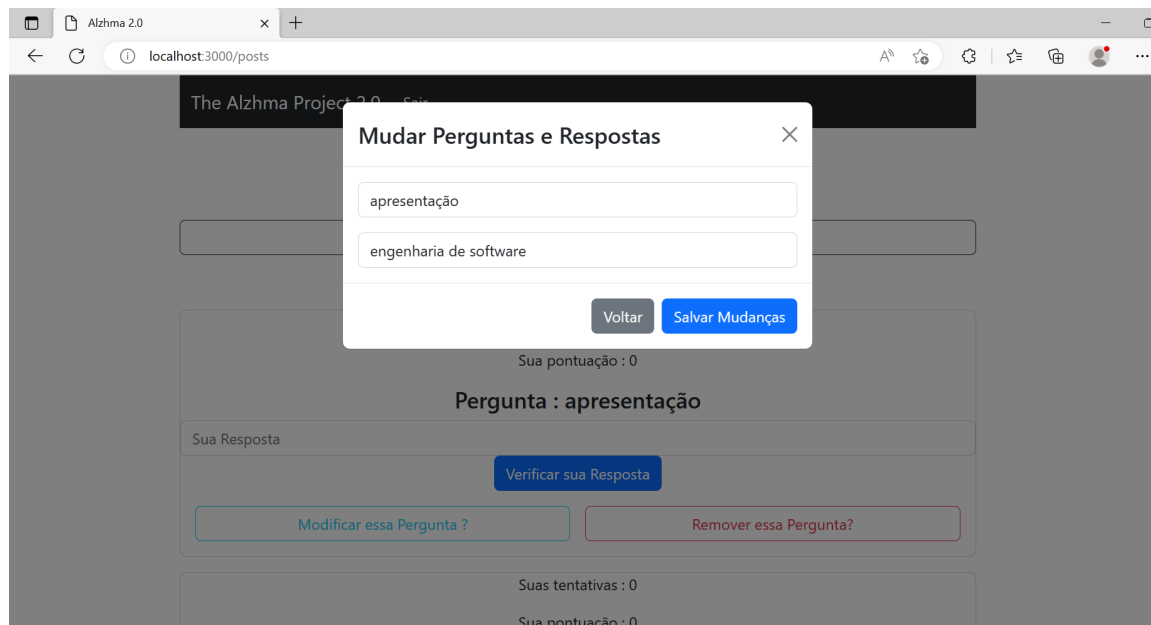 Alzhma 2.0
localhost:3000/posts
The Alzhma Project 2.0 Sair
Mudar Perguntas e Respostas
apresentação
engenharia de software
Voltar Salvar Mudanças
Sua pontuação : 0
Pergunta : apresentação
Sua Resposta
Verificar sua Resposta
Modificar essa Pergunta ? Remover essa Pergunta?
Suas tentativas : 0
Sua pontuação : 0